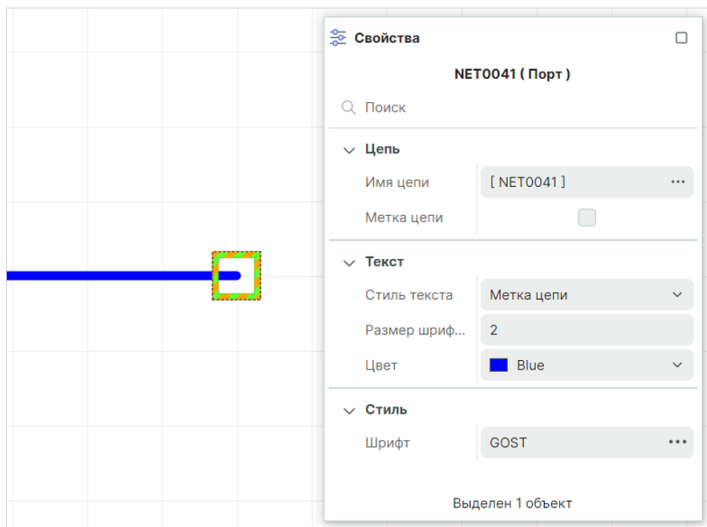 Свойства
NET0041 ( Порт )
Поиск
Цепь
Имя цепи [ NET0041 ] ...
Метка цепи
Текст
Стиль текста Метка цепи
Размер шриф... 2
Цвет Blue
Стиль
Шрифт GOST ...
Выделен 1 объект